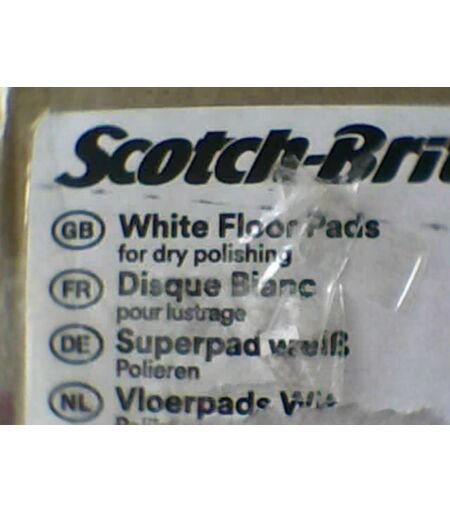 Scotch-Brit
GB White Floor Pads
for dry polishing
FR Disque Blanc
pour lustrage
DE Superpad weiß
Polieren
NL Vloerpads